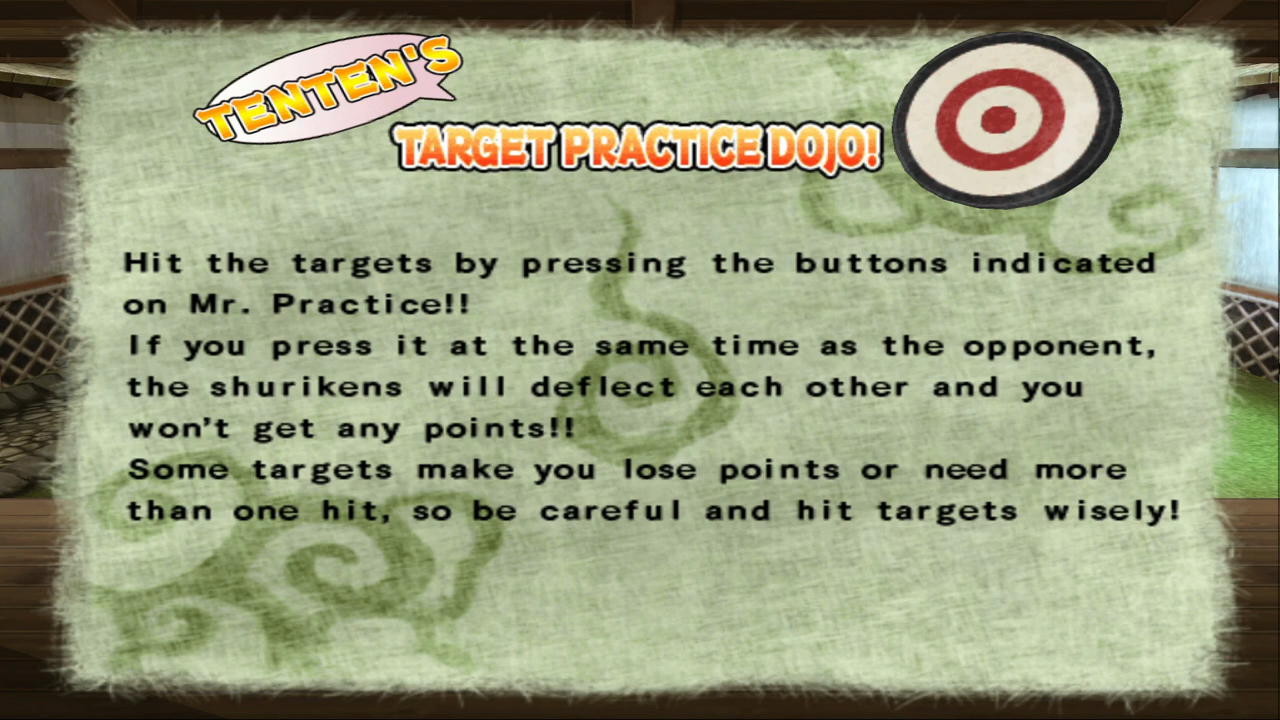 TENTEN'S
TARGET PRACTICE DOJO!
Hit the targets by pressing the buttons indicated
on Mr. Practice!!
If you press it at the same time as the opponent,
the shurikens will deflect each other and you
won't get any points!!
Some targets make you lose points or need more
than one hit, so be careful and hit targets wisely!